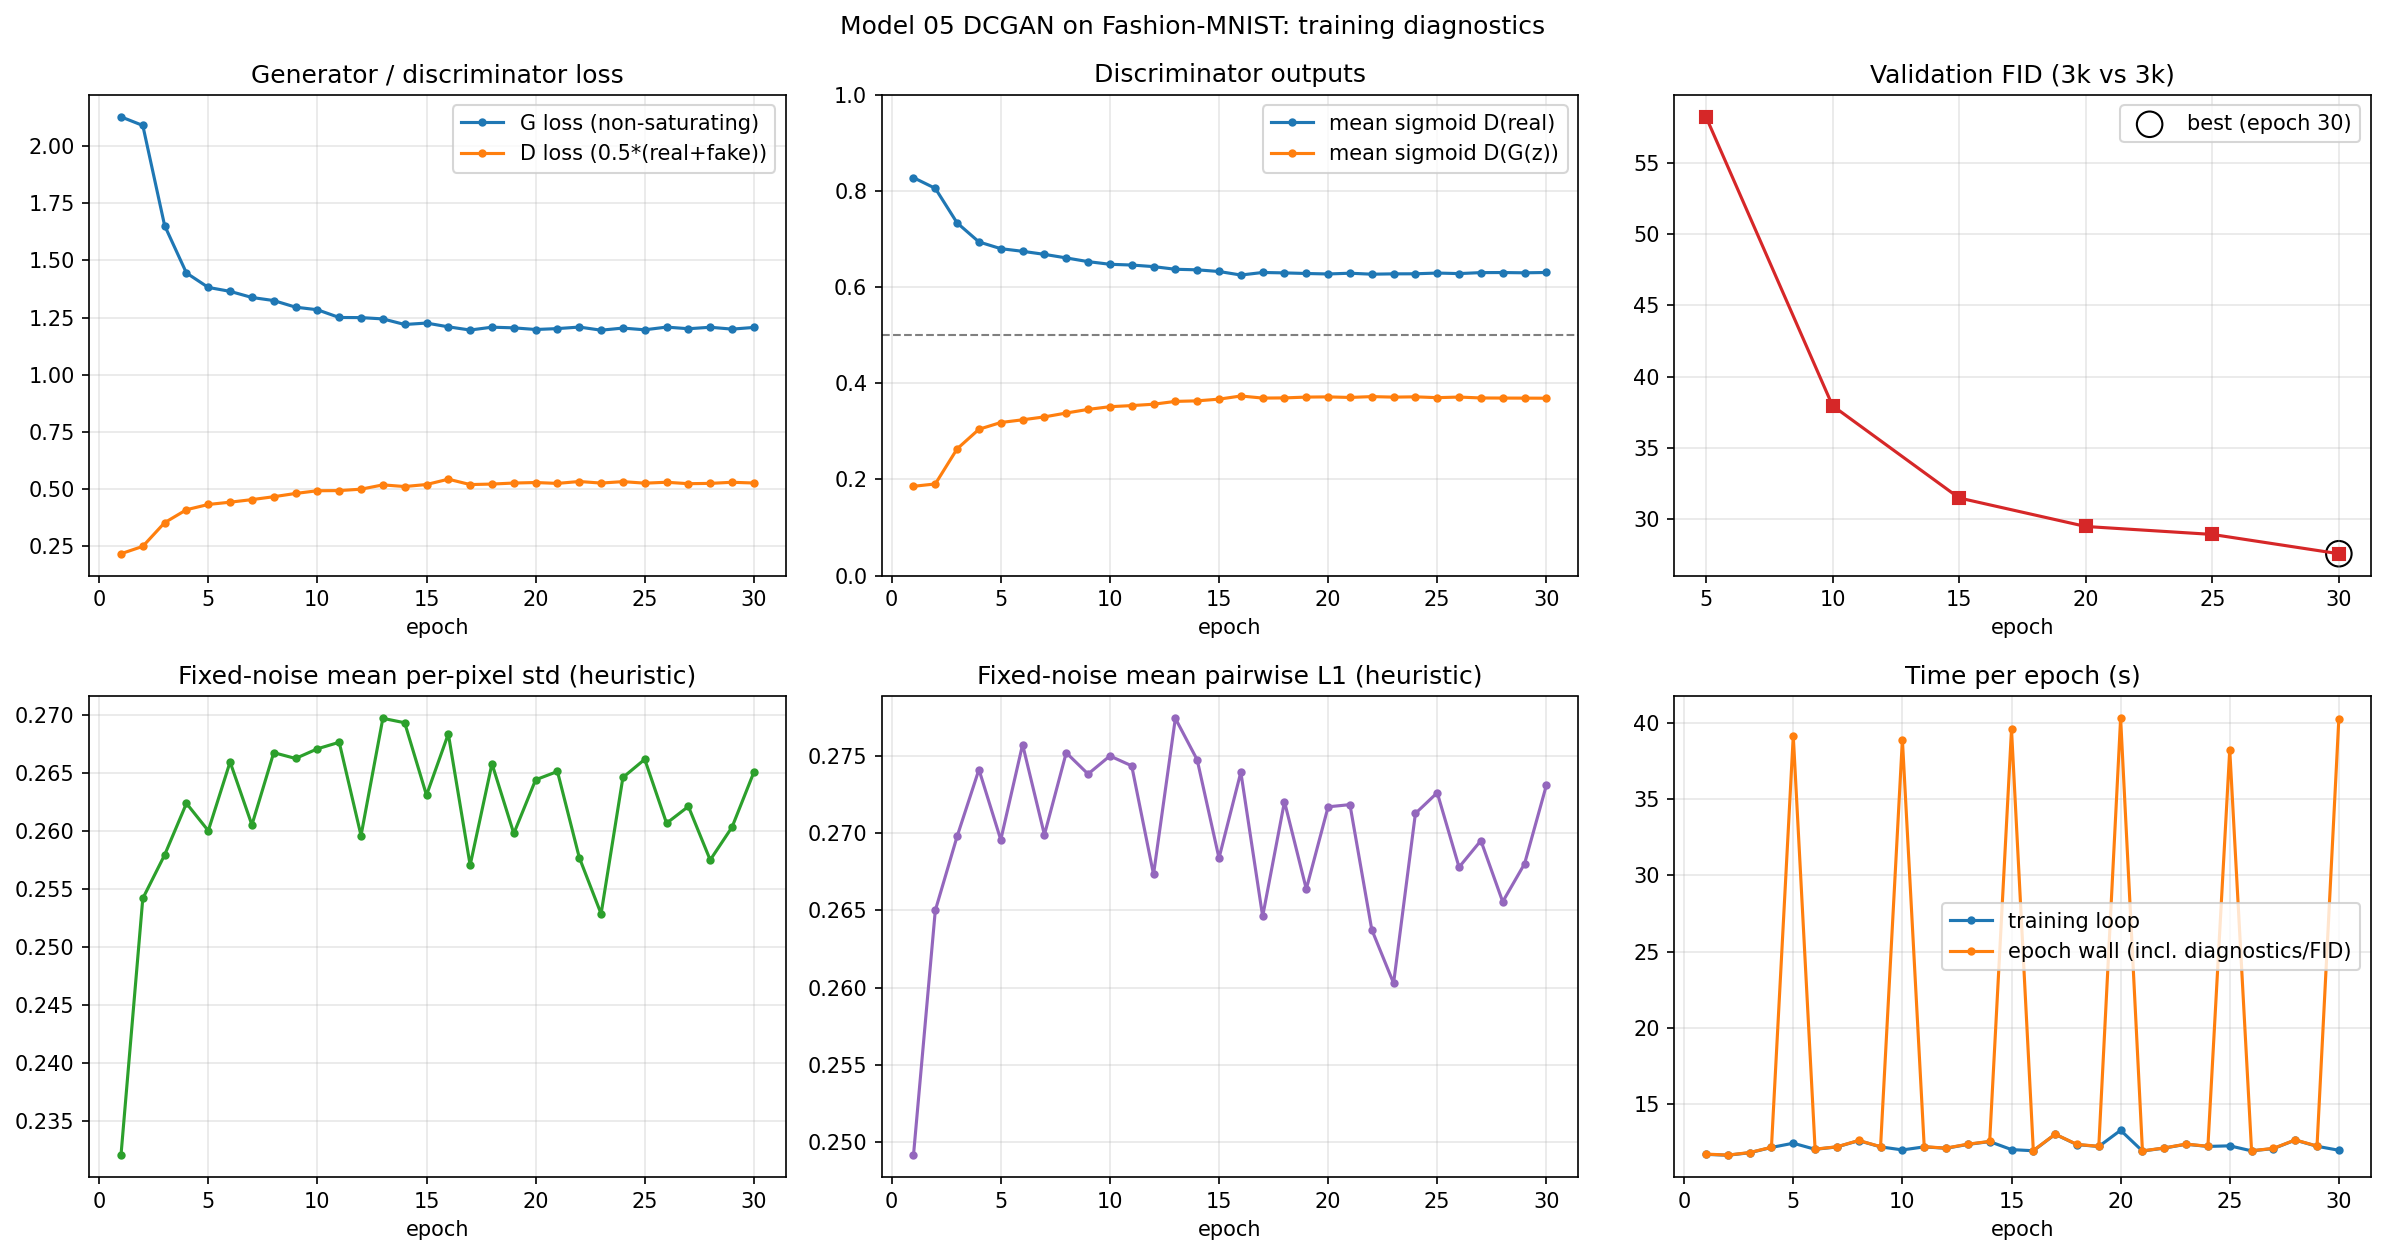 Model 05 DCGAN on Fashion-MNIST: training diagnostics
Generator / discriminator loss
G loss (non-saturating)
D loss (0.5*(real+fake))
2.00
1.75
1.50
1.25
1.00
0.75
0.50
0.25
0 5 10 15 20 25 30
epoch
Discriminator outputs
mean sigmoid D(real)
mean sigmoid D(G(z))
1.0
0.8
0.6
0.4
0.2
0.0
0 5 10 15 20 25 30
epoch
Validation FID (3k vs 3k)
best (epoch 30)
55
50
45
40
35
30
5 10 15 20 25 30
epoch
Fixed-noise mean per-pixel std (heuristic)
0.270
0.265
0.260
0.255
0.250
0.245
0.240
0.235
0 5 10 15 20 25 30
epoch
Fixed-noise mean pairwise L1 (heuristic)
0.275
0.270
0.265
0.260
0.255
0.250
0 5 10 15 20 25 30
epoch
Time per epoch (s)
training loop
epoch wall (incl. diagnostics/FID)
40
35
30
25
20
15
0 5 10 15 20 25 30
epoch